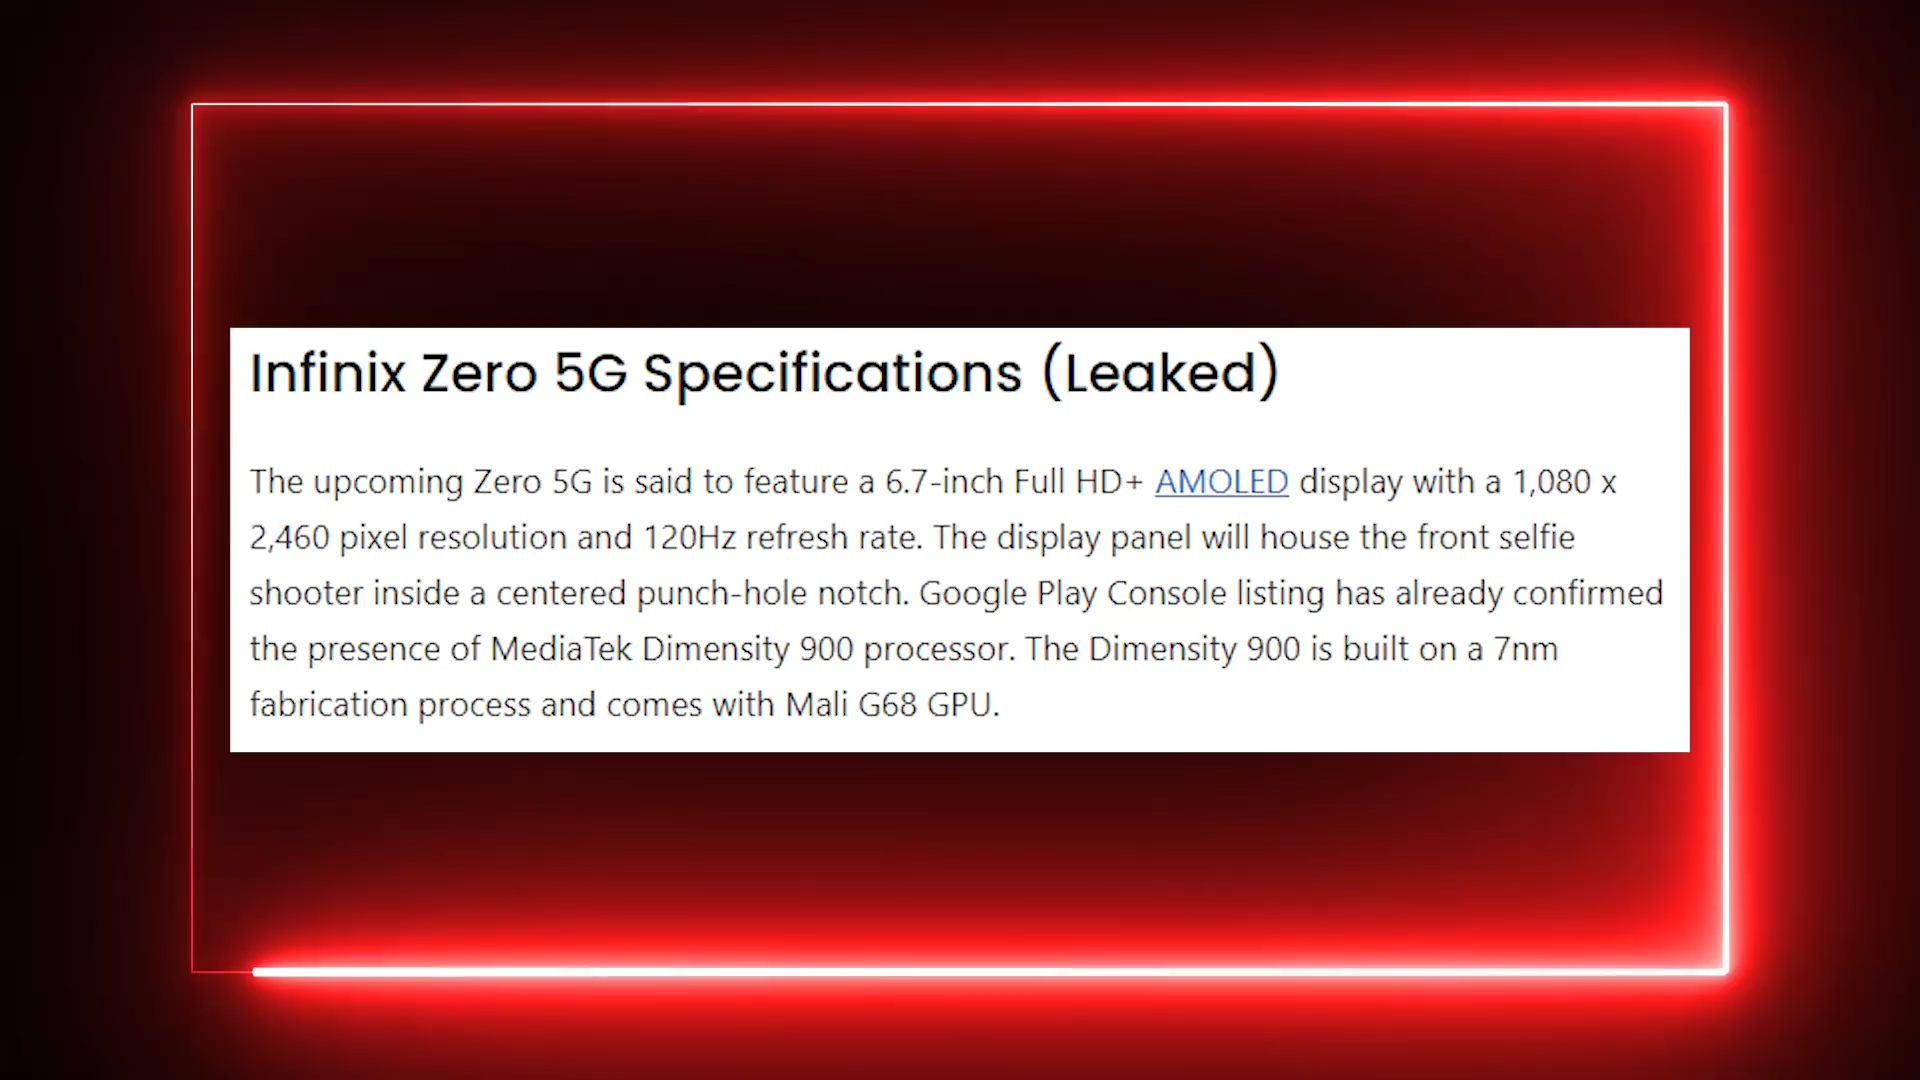 Infinix Zero 5G Specifications (Leaked)
The upcoming Zero 5G is said to feature a 6.7-inch Full HD+ AMOLED display with a 1,080 x
2,460 pixel resolution and 120Hz refresh rate. The display panel will house the front selfie
shooter inside a centered punch-hole notch. Google Play Console listing has already confirmed
the presence of MediaTek Dimensity 900 processor. The Dimensity 900 is built on a 7nm
fabrication process and comes with Mali G68 GPU.